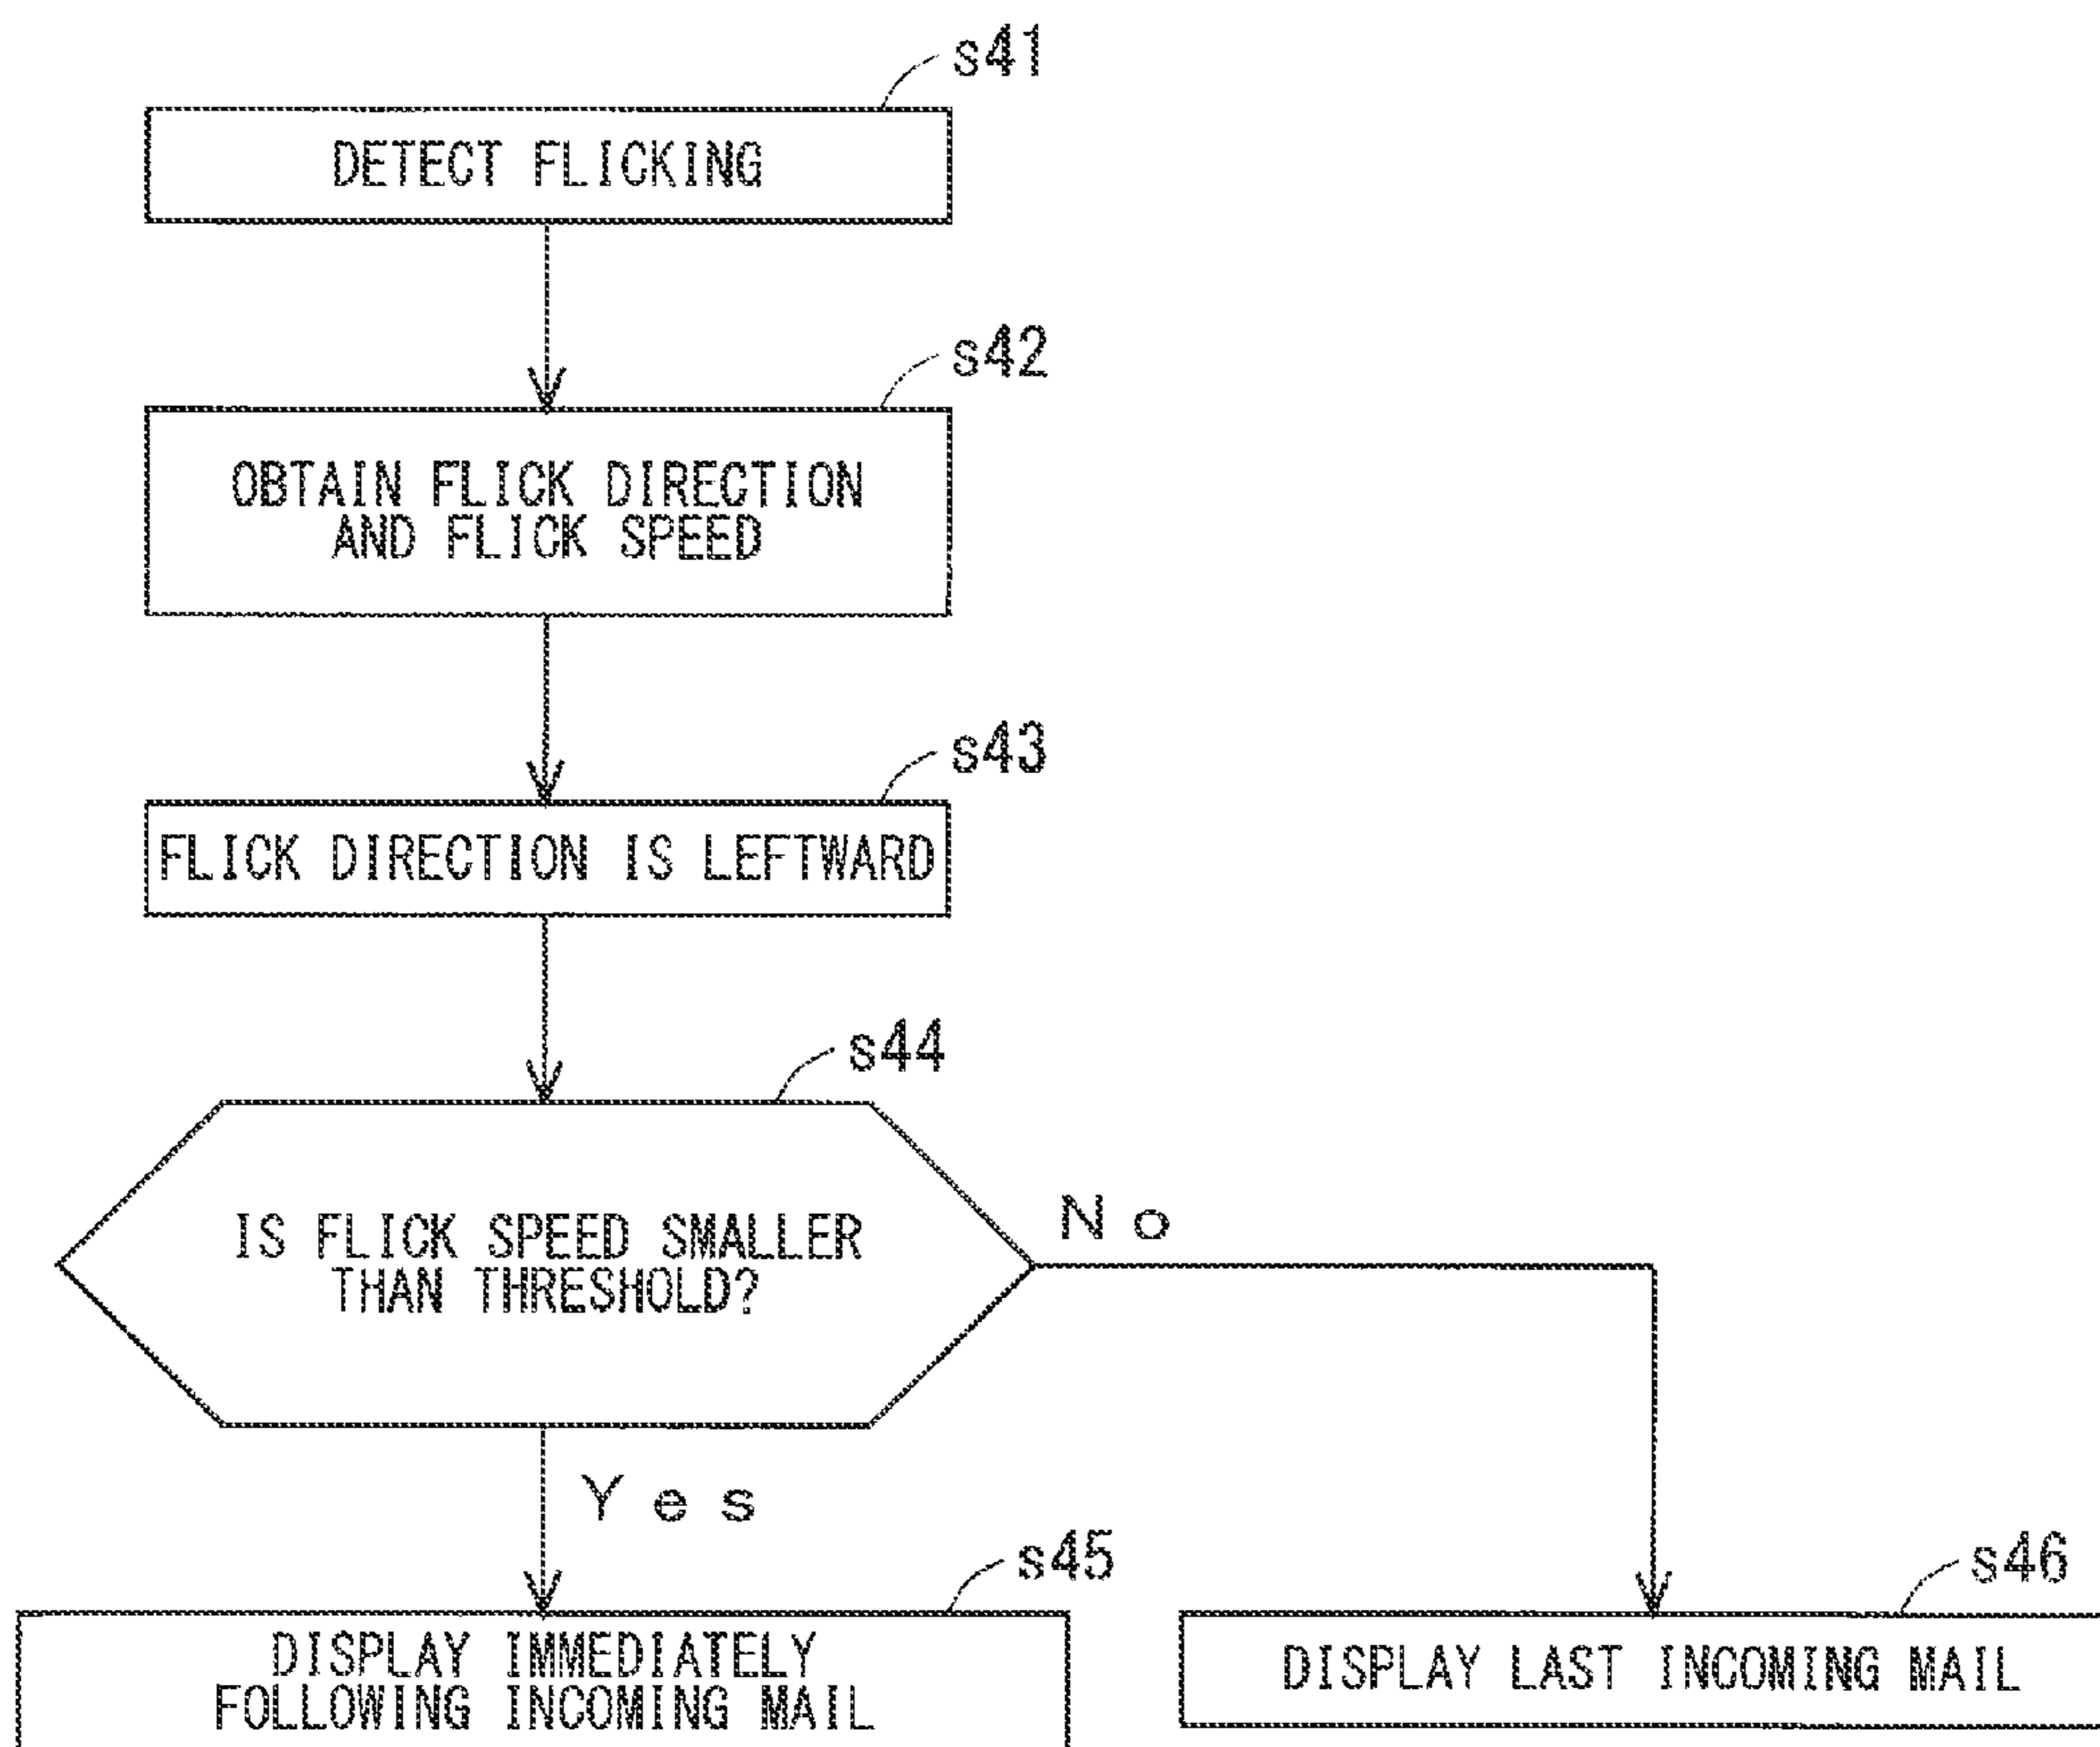 s41
DETECT FLICKING
s42
OBTAIN FLICK DIRECTION
AND FLICK SPEED
s43
FLICK DIRECTION IS LEFTWARD
s44
IS FLICK SPEED SMALLER
THAN THRESHOLD?
No
Yes
s45
DISPLAY IMMEDIATELY
FOLLOWING INCOMING MAIL
s46
DISPLAY LAST INCOMING MAIL